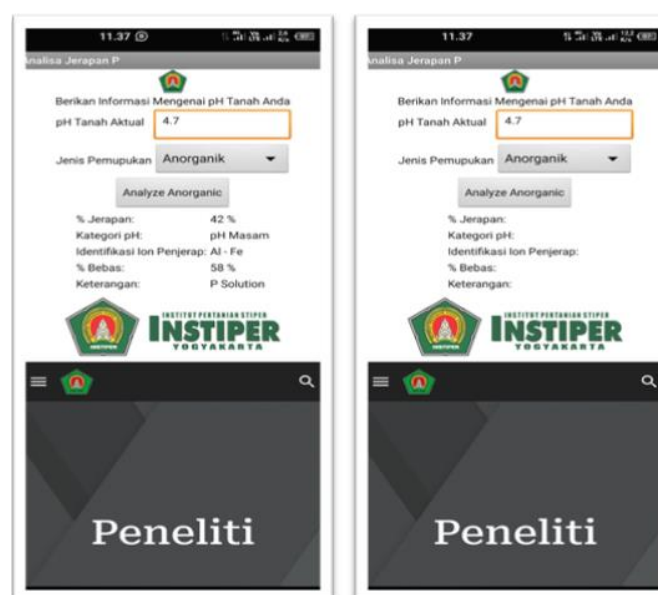 11.37
Analisa Jerapan P
Berikan Informasi Mengenai pH Tanah Anda
pH Tanah Aktual 4.7
Jenis Pemupukan Anorganik
Analyze Anorganic
% Jerapan: 42 %
Kategori pH: pH Masam
Identifikasi Ion Penjerap: Al - Fe
% Bebas: 58 %
Keterangan: P Solution
INSTITUT PERTANIAN STIPER
INSTIPER
YOGYAKARTA
Peneliti
11.37
Analisa Jerapan P
Berikan Informasi Mengenai pH Tanah Anda
pH Tanah Aktual 4.7
Jenis Pemupukan Anorganik
Analyze Anorganic
% Jerapan:
Kategori pH:
Identifikasi Ion Penjerap:
% Bebas:
Keterangan:
INSTITUT PERTANIAN STIPER
INSTIPER
YOGYAKARTA
Peneliti